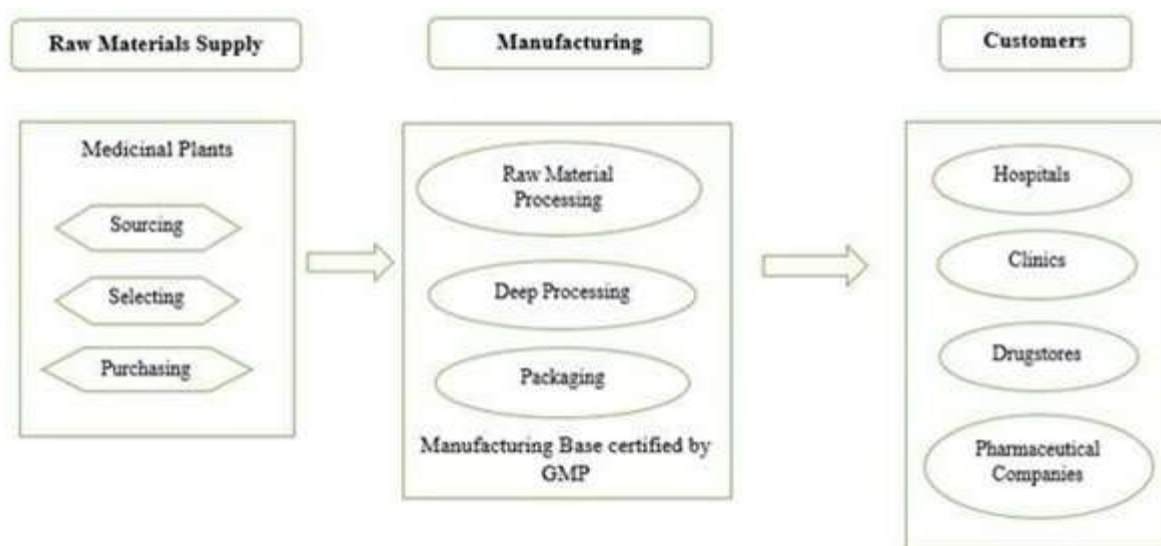 Raw Materials Supply
Manufacturing
Customers
Medicinal Plants
Sourcing
Selecting
Purchasing
Raw Material
Processing
Deep Processing
Packaging
Manufacturing Base certified by
GMP
Hospitals
Clinics
Drugstores
Pharmaceutical
Companies